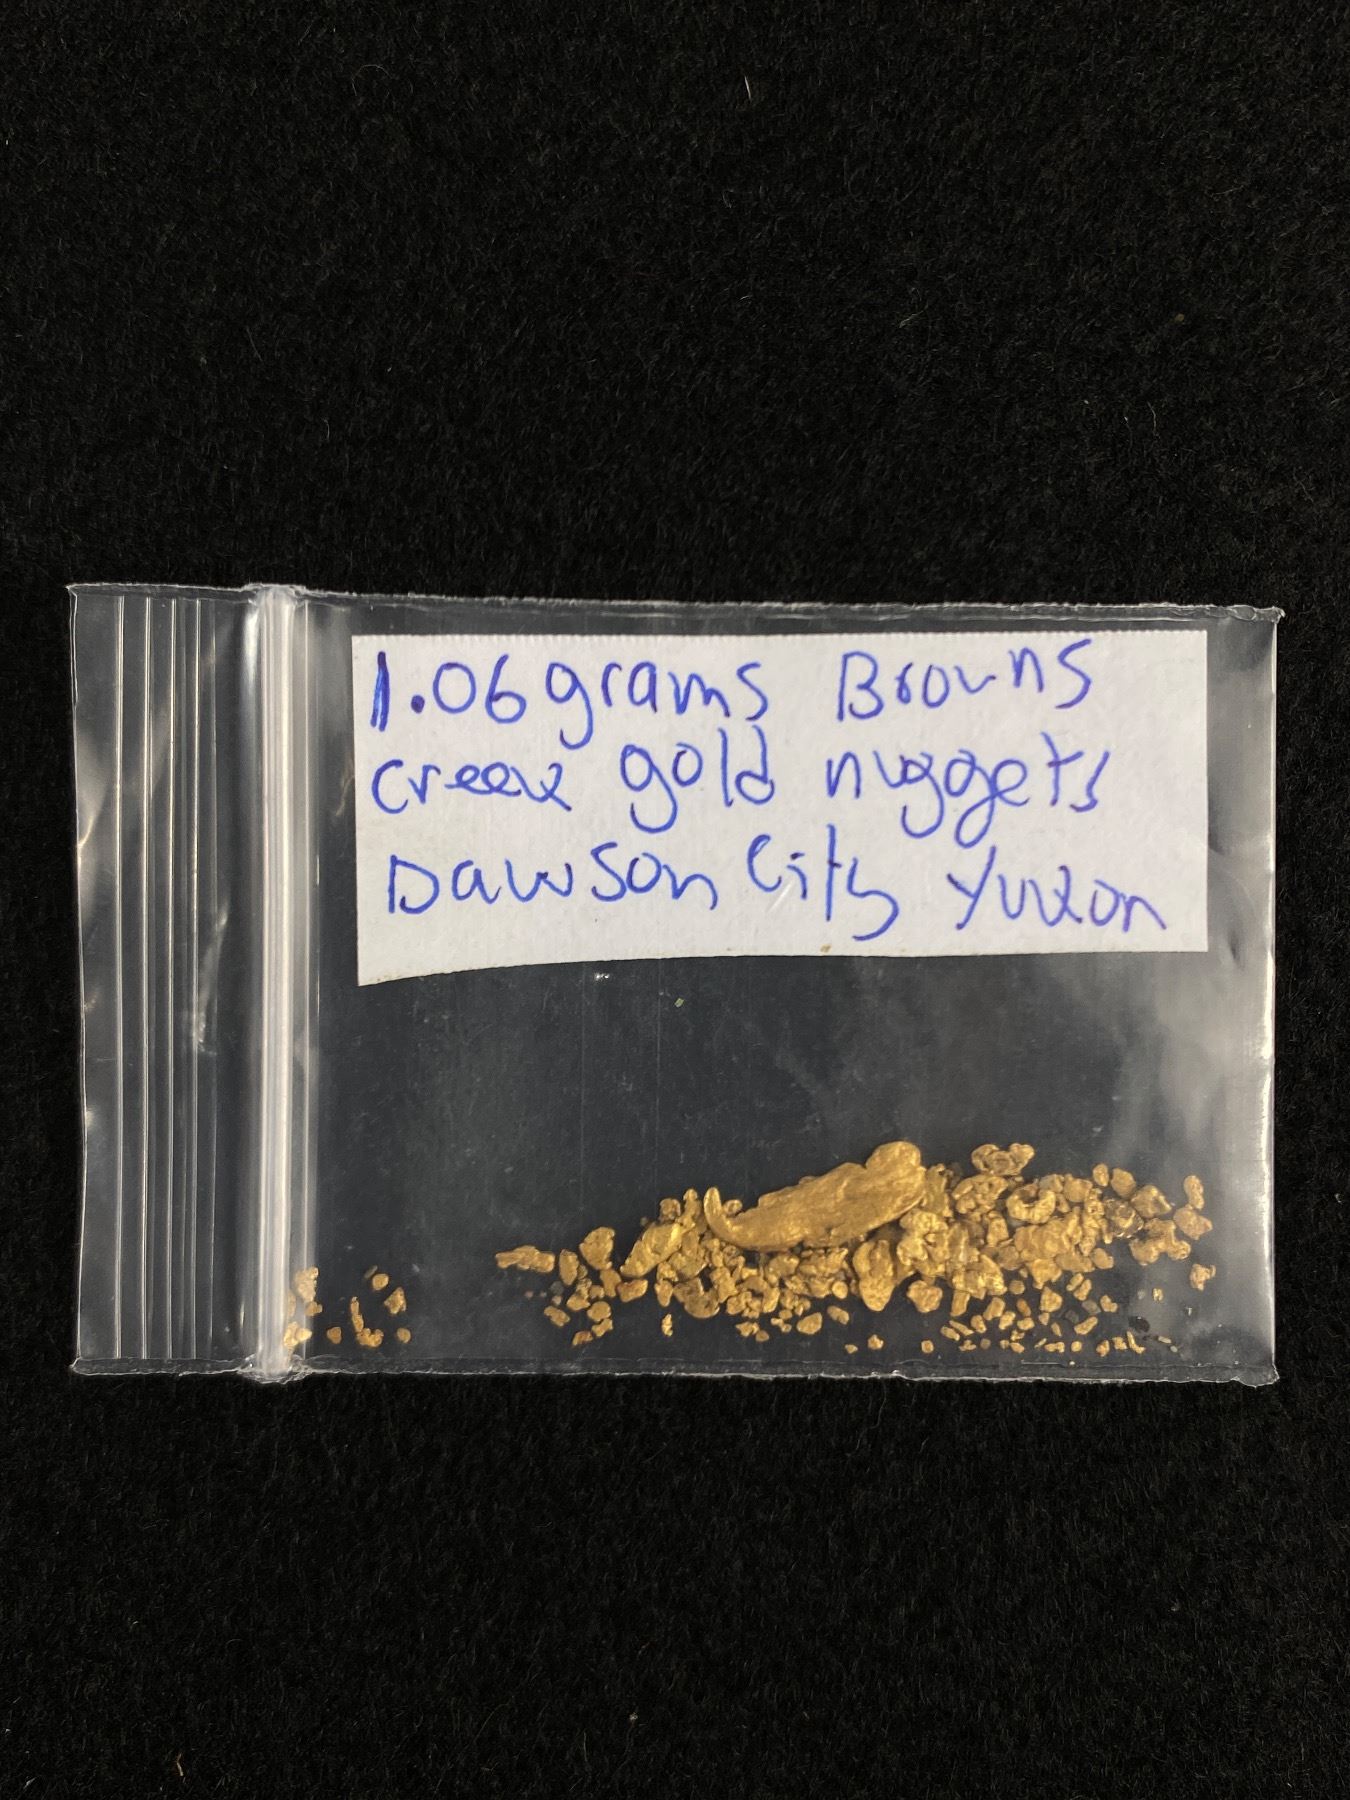 1.06 grams Browns
creek gold nuggets
Dawson City Yukon